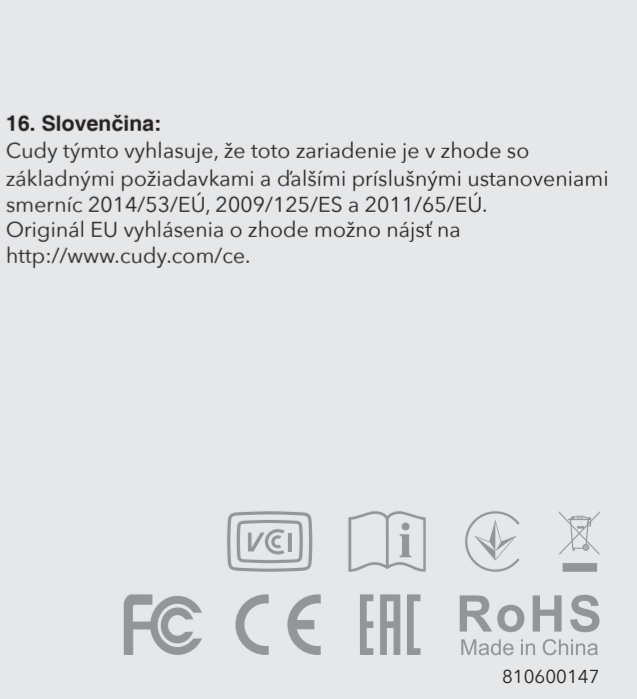 16. Slovenčina:
Cudy týmto vyhlasuje, že toto zariadenie je v zhode so
základnými požiadavkami a ďalšími príslušnými ustanoveniami
smerníc 2014/53/EÚ, 2009/125/ES a 2011/65/EÚ.
Originál EU vyhlásenia o zhode možno nájsť na
http://www.cudy.com/ce.
VCI i
FC CE EAC RoHS
Made in China
810600147